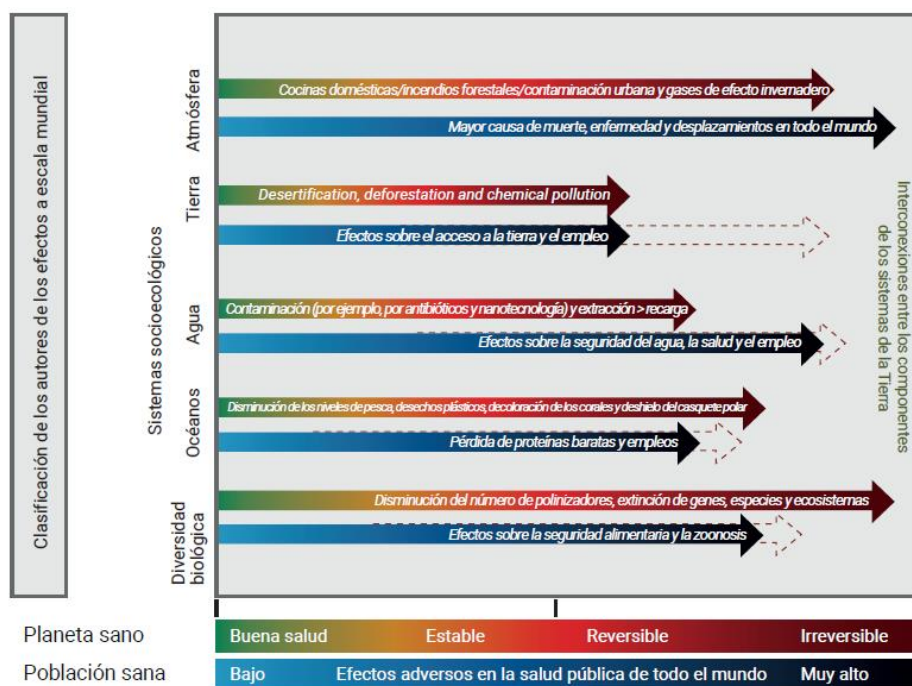 Clasificación de los autores de los efectos a escala mundial
Sistemas socioecológicos
Atmósfera
Cocinas domésticas/incendios forestales/contaminación urbana y gases de efecto invernadero
Mayor causa de muerte, enfermedad y desplazamientos en todo el mundo
Tierra
Desertification, deforestation and chemical pollution
Efectos sobre el acceso a la tierra y el empleo
Agua
Contaminación (por ejemplo, por antibióticos y nanotecnología) y extracción > recarga
Efectos sobre la seguridad del agua, la salud y el empleo
Océanos
Disminución de los niveles de pesca, desechos plásticos, decoloración de los corales y deshielo del casquete polar
Pérdida de proteínas baratas y empleos
Diversidad
biológica
Disminución del número de polinizadores, extinción de genes, especies y ecosistemas
Efectos sobre la seguridad alimentaria y la zoonosis
Interconexiones entre los componentes
de los sistemas de la Tierra
Planeta sano Buena salud Estable Reversible Irreversible
Población sana Bajo Efectos adversos en la salud pública de todo el mundo Muy alto